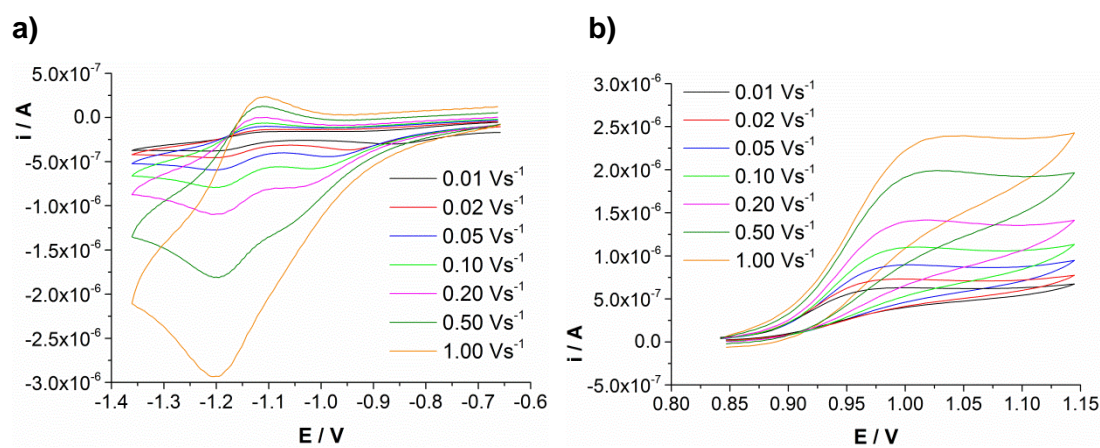 a)
5.0x10⁻⁷
0.0
-5.0x10⁻⁷
-1.0x10⁻⁶
-1.5x10⁻⁶
-2.0x10⁻⁶
-2.5x10⁻⁶
-3.0x10⁻⁶
i / A
0.01 Vs⁻¹
0.02 Vs⁻¹
0.05 Vs⁻¹
0.10 Vs⁻¹
0.20 Vs⁻¹
0.50 Vs⁻¹
1.00 Vs⁻¹
-1.4 -1.3 -1.2 -1.1 -1.0 -0.9 -0.8 -0.7 -0.6
E / V
b)
3.0x10⁻⁶
2.5x10⁻⁶
2.0x10⁻⁶
1.5x10⁻⁶
1.0x10⁻⁶
5.0x10⁻⁷
0.0
-5.0x10⁻⁷
i / A
0.01 Vs⁻¹
0.02 Vs⁻¹
0.05 Vs⁻¹
0.10 Vs⁻¹
0.20 Vs⁻¹
0.50 Vs⁻¹
1.00 Vs⁻¹
0.80 0.85 0.90 0.95 1.00 1.05 1.10 1.15
E / V